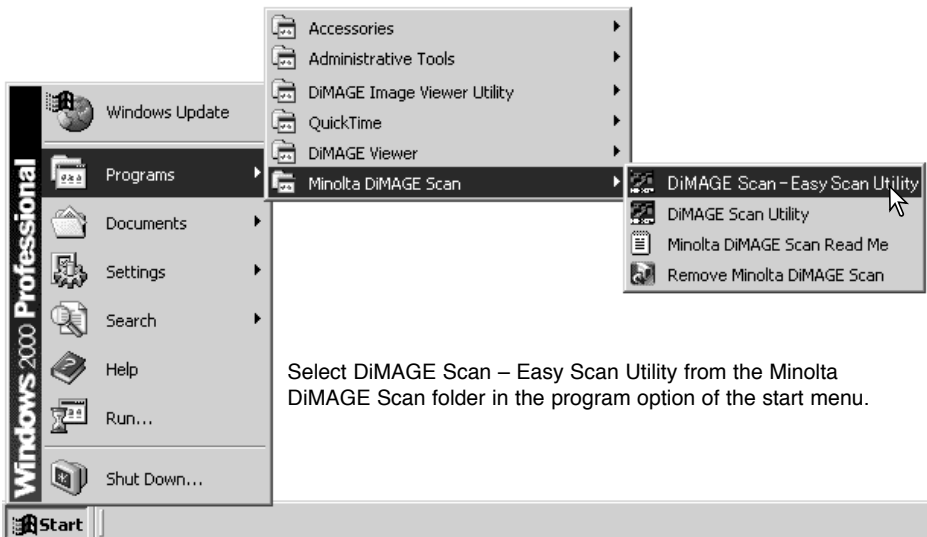 Accessories
Administrative Tools
DiMAGE Image Viewer Utility
QuickTime
DiMAGE Viewer
Minolta DiMAGE Scan
DiMAGE Scan – Easy Scan Utility
DiMAGE Scan Utility
Minolta DiMAGE Scan Read Me
Remove Minolta DiMAGE Scan
Windows Update
Programs
Documents
Settings
Search
Help
Run...
Shut Down...
Windows 2000 Professional
Select DiMAGE Scan – Easy Scan Utility from the Minolta
DiMAGE Scan folder in the program option of the start menu.
Start